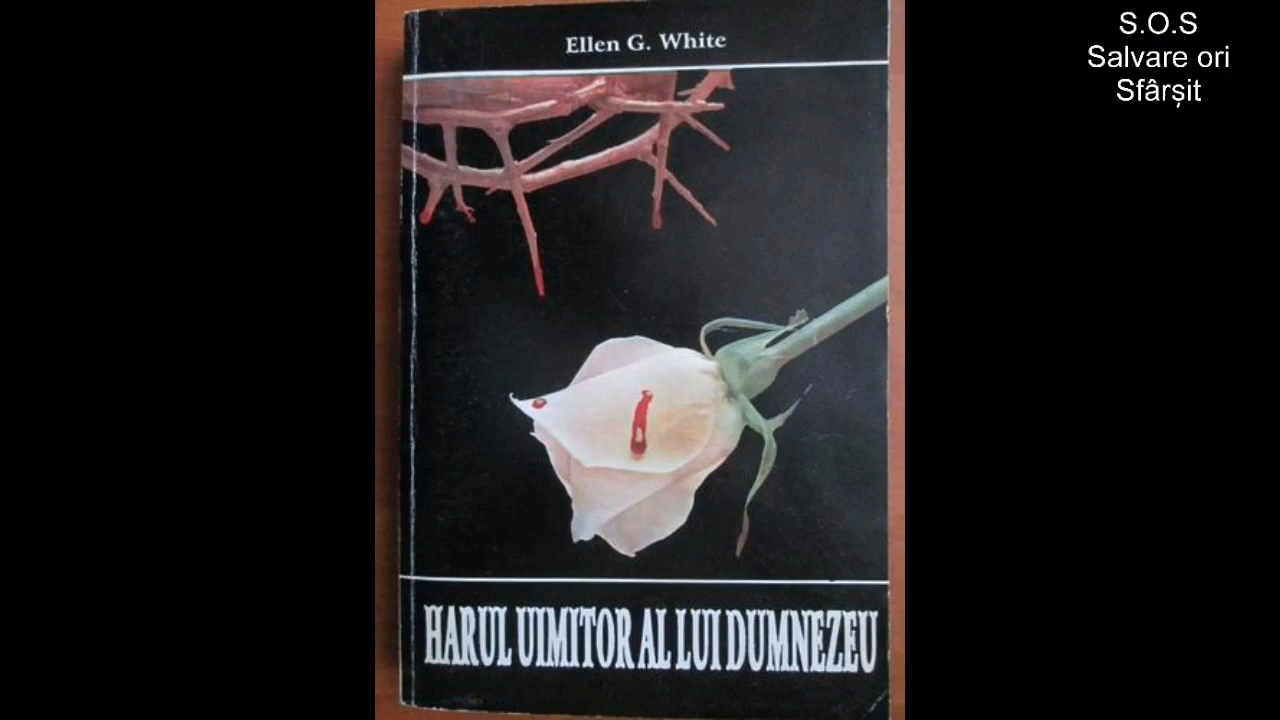 Ellen G. White
HARUL UIMITOR AL LUI DUMNEZEU
S.O.S
Salvare ori
Sfârșit